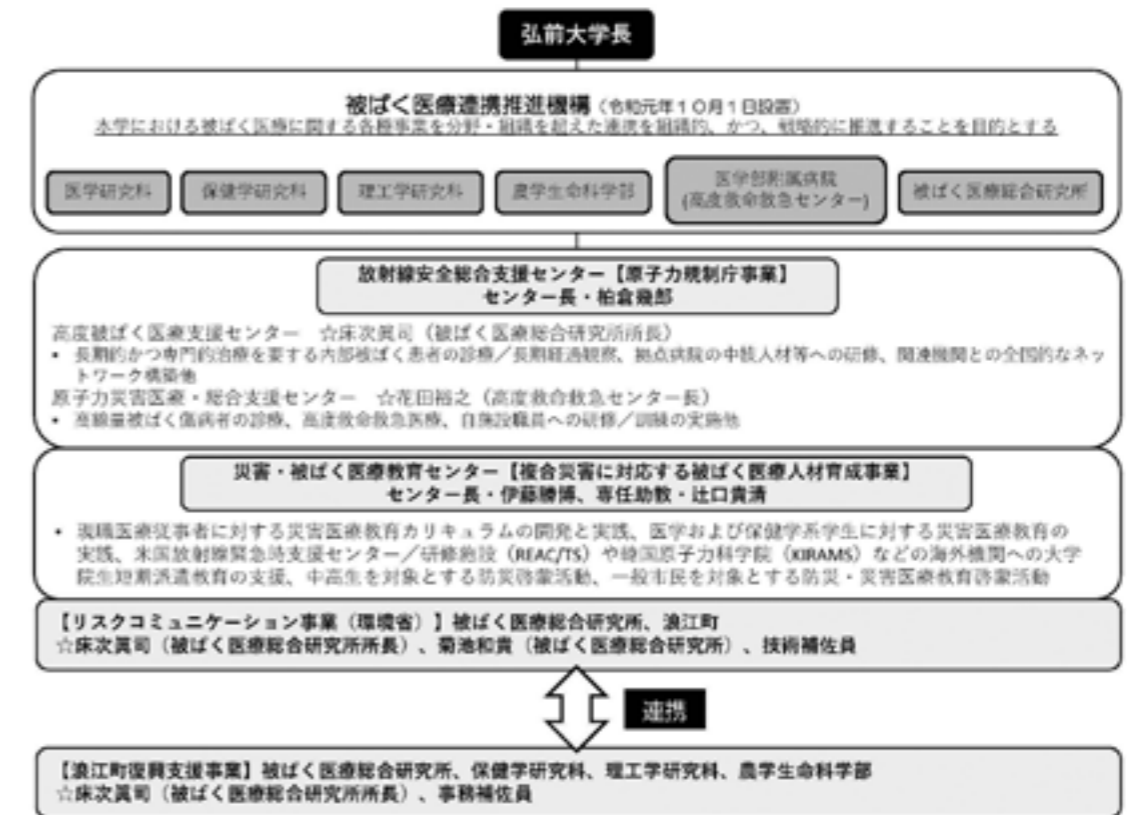 弘前大学長
被ばく医療連携推進機構（令和元年１０月１日設置）
本学における被ばく医療に関する各種事業を分野・組織を超えた連携を組織的、かつ、戦略的に推進することを目的とする
医学研究科
保健学研究科
理工学研究科
農学生命科学部
医学部附属病院
(高度救命救急センター)
被ばく医療総合研究所
放射線安全総合支援センター【原子力規制庁事業】
センター長・柏倉幾郎
高度被ばく医療支援センター　☆床次眞司（被ばく医療総合研究所所長）
• 長期的かつ専門的治療を要する内部被ばく患者の診療／長期経過観察、拠点病院の中核人材等への研修、関連機関との全国的なネッ
トワーク構築他
原子力災害医療・総合支援センター　☆花田裕之（高度救命救急センター長）
• 高線量被ばく傷病者の診療、高度救命救急医療、自施設職員への研修／訓練の実施他
災害・被ばく医療教育センター【複合災害に対応する被ばく医療人材育成事業】
センター長・伊藤勝博、専任助教・辻口貴清
• 現職医療従事者に対する災害医療教育カリキュラムの開発と実践、医学および保健学系学生に対する災害医療教育の
実践、米国放射線緊急時支援センター／研修施設（REAC/TS）や韓国原子力科学院（KIRAMS）などの海外機関への大学
院生短期派遣教育の支援、中高生を対象とする防災啓蒙活動、一般市民を対象とする防災・災害医療教育啓蒙活動
【リスクコミュニケーション事業（環境省）】被ばく医療総合研究所、浪江町
☆床次眞司（被ばく医療総合研究所所長）、菊池和貴（被ばく医療総合研究所）、技術補佐員
連携
【浪江町復興支援事業】被ばく医療総合研究所、保健学研究科、理工学研究科、農学生命科学部
☆床次眞司（被ばく医療総合研究所所長）、事務補佐員